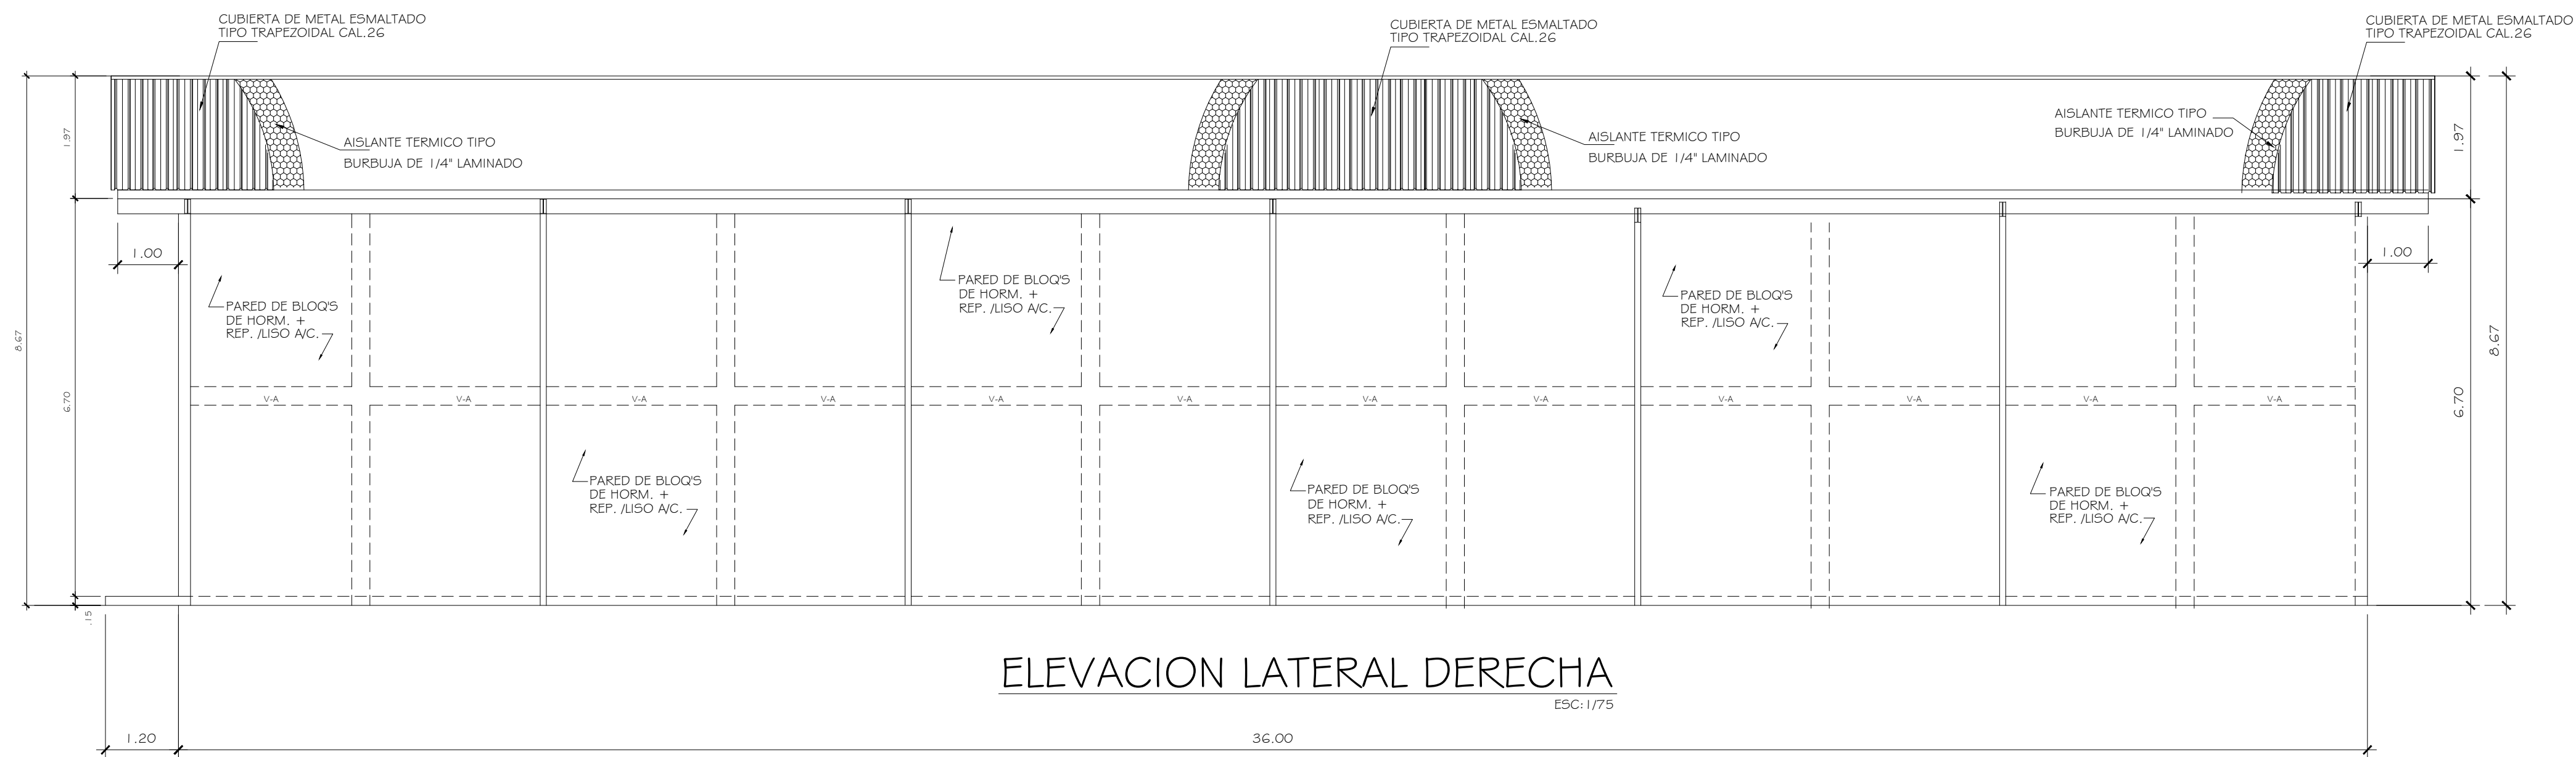 CUBIERTA DE METAL ESMALTADO
TIPO TRAPEZOIDAL CAL.26
CUBIERTA DE METAL ESMALTADO
TIPO TRAPEZOIDAL CAL.26
CUBIERTA DE METAL ESMALTADO
TIPO TRAPEZOIDAL CAL.26
1.97
AISLANTE TERMICO TIPO
BURBUJA DE 1/4" LAMINADO
AISLANTE TERMICO TIPO
BURBUJA DE 1/4" LAMINADO
AISLANTE TERMICO TIPO
BURBUJA DE 1/4" LAMINADO
1.97
1.00
1.00
PARED DE BLOQ'S
DE HORM. +
REP. /LISO A/C.
PARED DE BLOQ'S
DE HORM. +
REP. /LISO A/C.
PARED DE BLOQ'S
DE HORM. +
REP. /LISO A/C.
8.67
6.70
8.67
6.70
V-A
V-A
V-A
V-A
V-A
V-A
V-A
V-A
V-A
V-A
V-A
V-A
PARED DE BLOQ'S
DE HORM. +
REP. /LISO A/C.
PARED DE BLOQ'S
DE HORM. +
REP. /LISO A/C.
PARED DE BLOQ'S
DE HORM. +
REP. /LISO A/C.
.15
ELEVACION LATERAL DERECHA
ESC:1/75
1.20
36.00